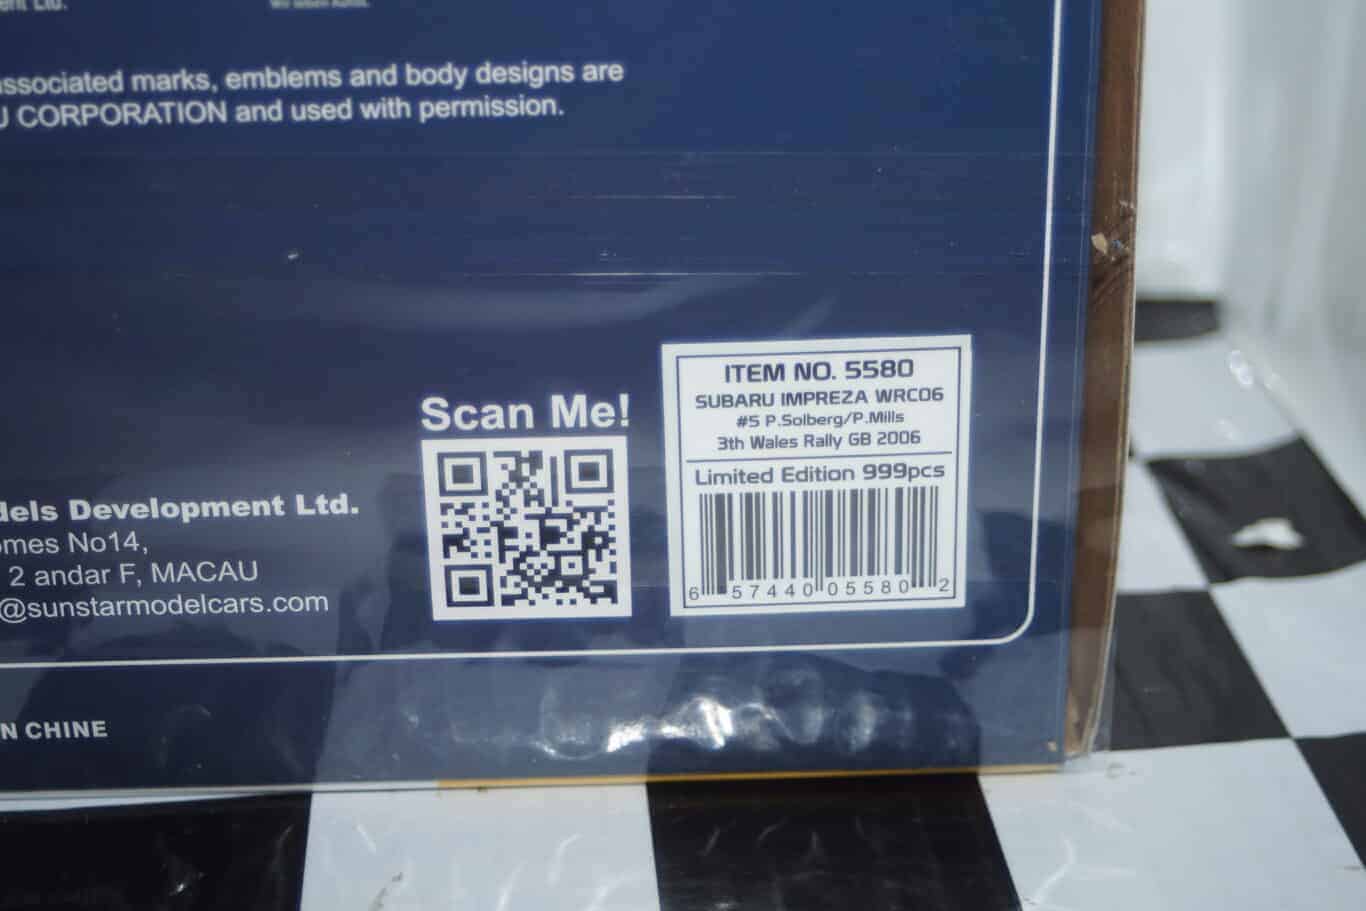 ent Ltd.
associated marks, emblems and body designs are
U CORPORATION and used with permission.
ITEM NO. 5580
SUBARU IMPREZA WRC06
#5 P.Solberg/P.Mills
3th Wales Rally GB 2006
Limited Edition 999pcs
6 57440 05580 2
Scan Me!
dels Development Ltd.
omes No14,
2 andar F, MACAU
@sunstarmodelcars.com
N CHINE